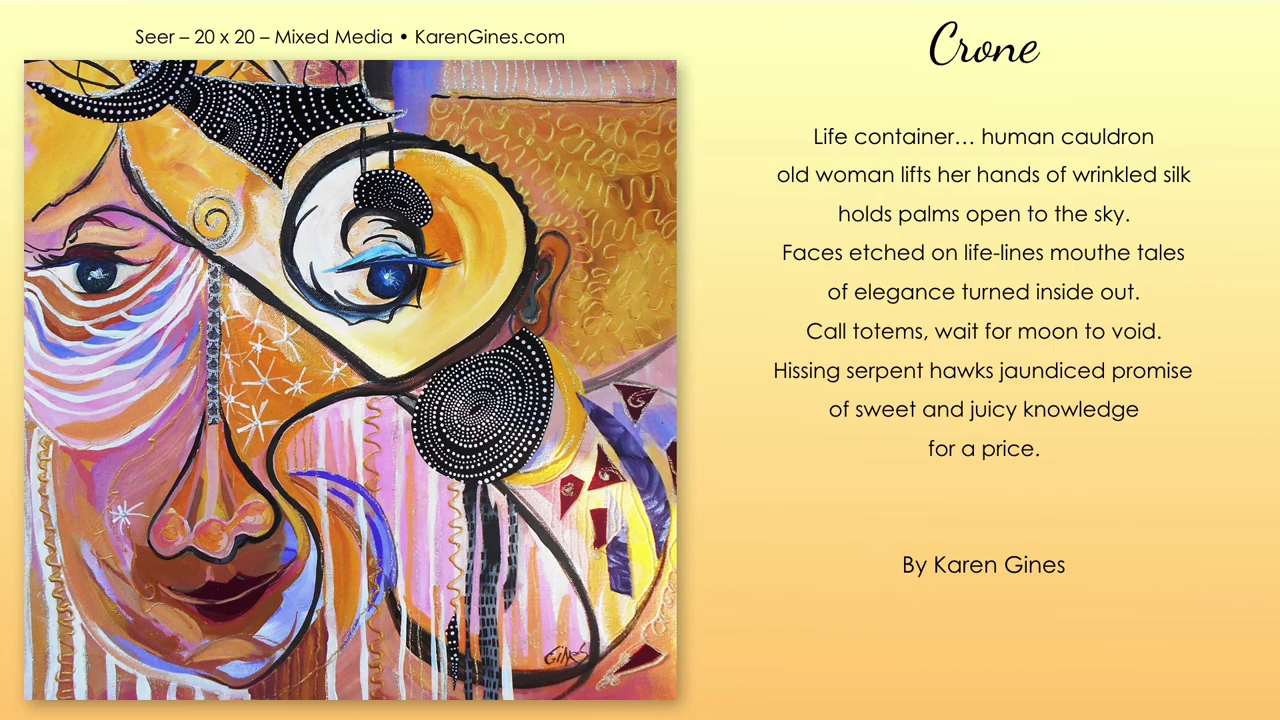 Seer – 20 x 20 – Mixed Media • KarenGines.com
Crone
Life container… human cauldron
old woman lifts her hands of wrinkled silk
holds palms open to the sky.
Faces etched on life-lines mouthe tales
of elegance turned inside out.
Call totems, wait for moon to void.
Hissing serpent hawks jaundiced promise
of sweet and juicy knowledge
for a price.
By Karen Gines
Gines